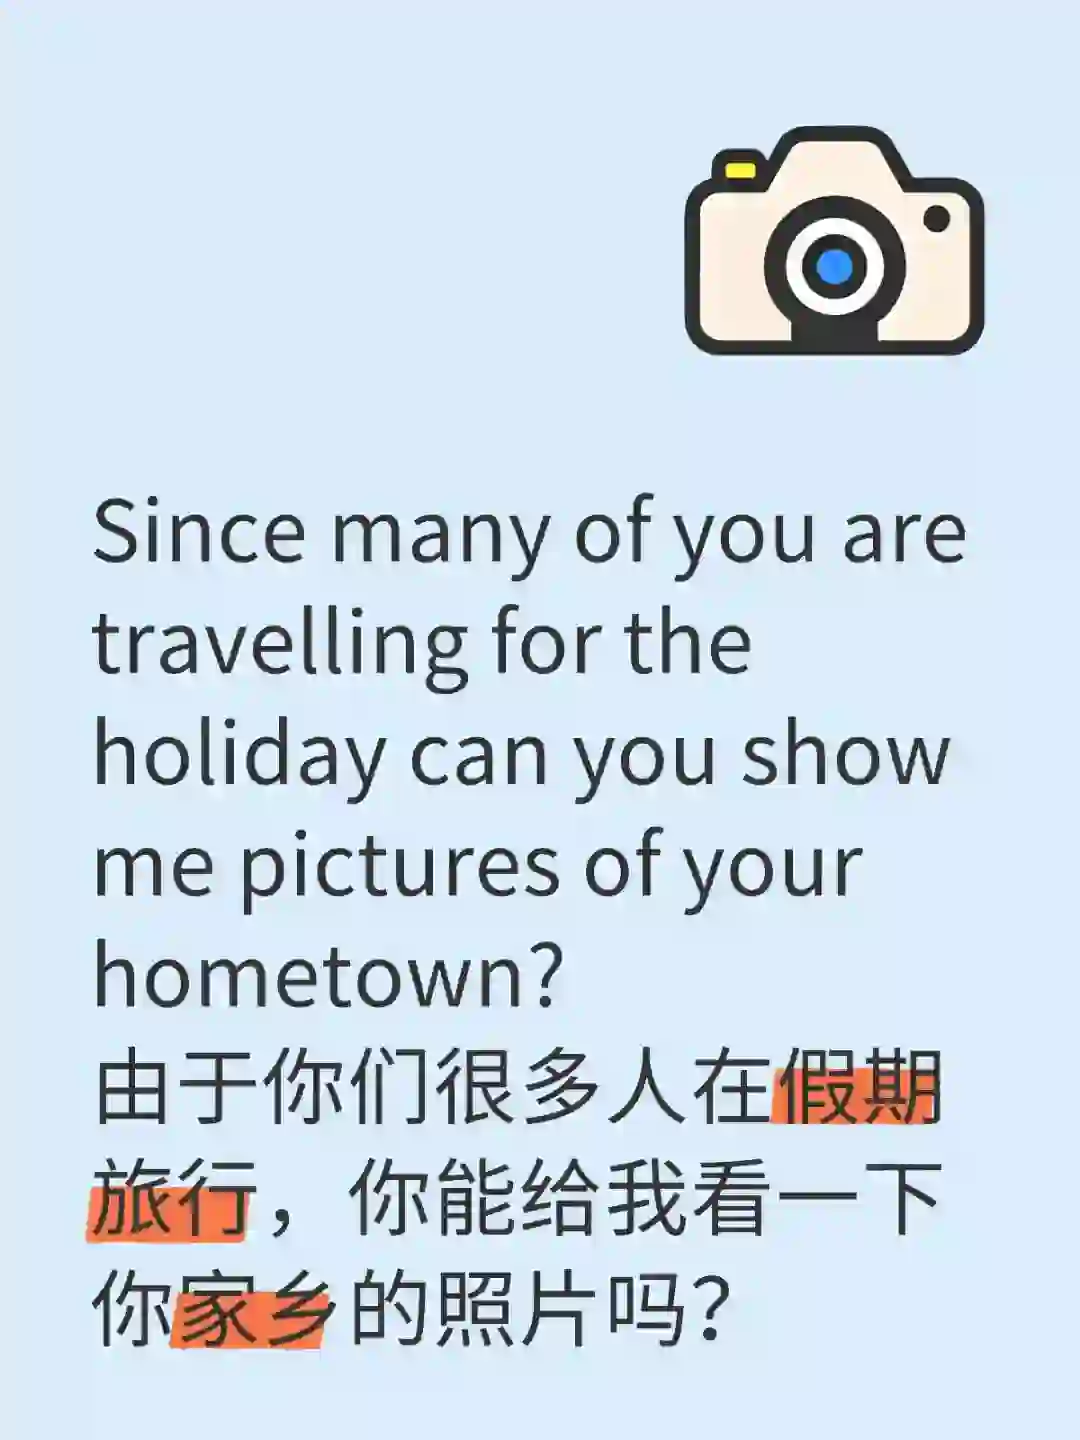 Since many of you are
travelling for the
holiday can you show
me pictures of your
hometown?
由于你们很多人在假期
旅行，你能给我看一下
你家乡的照片吗？